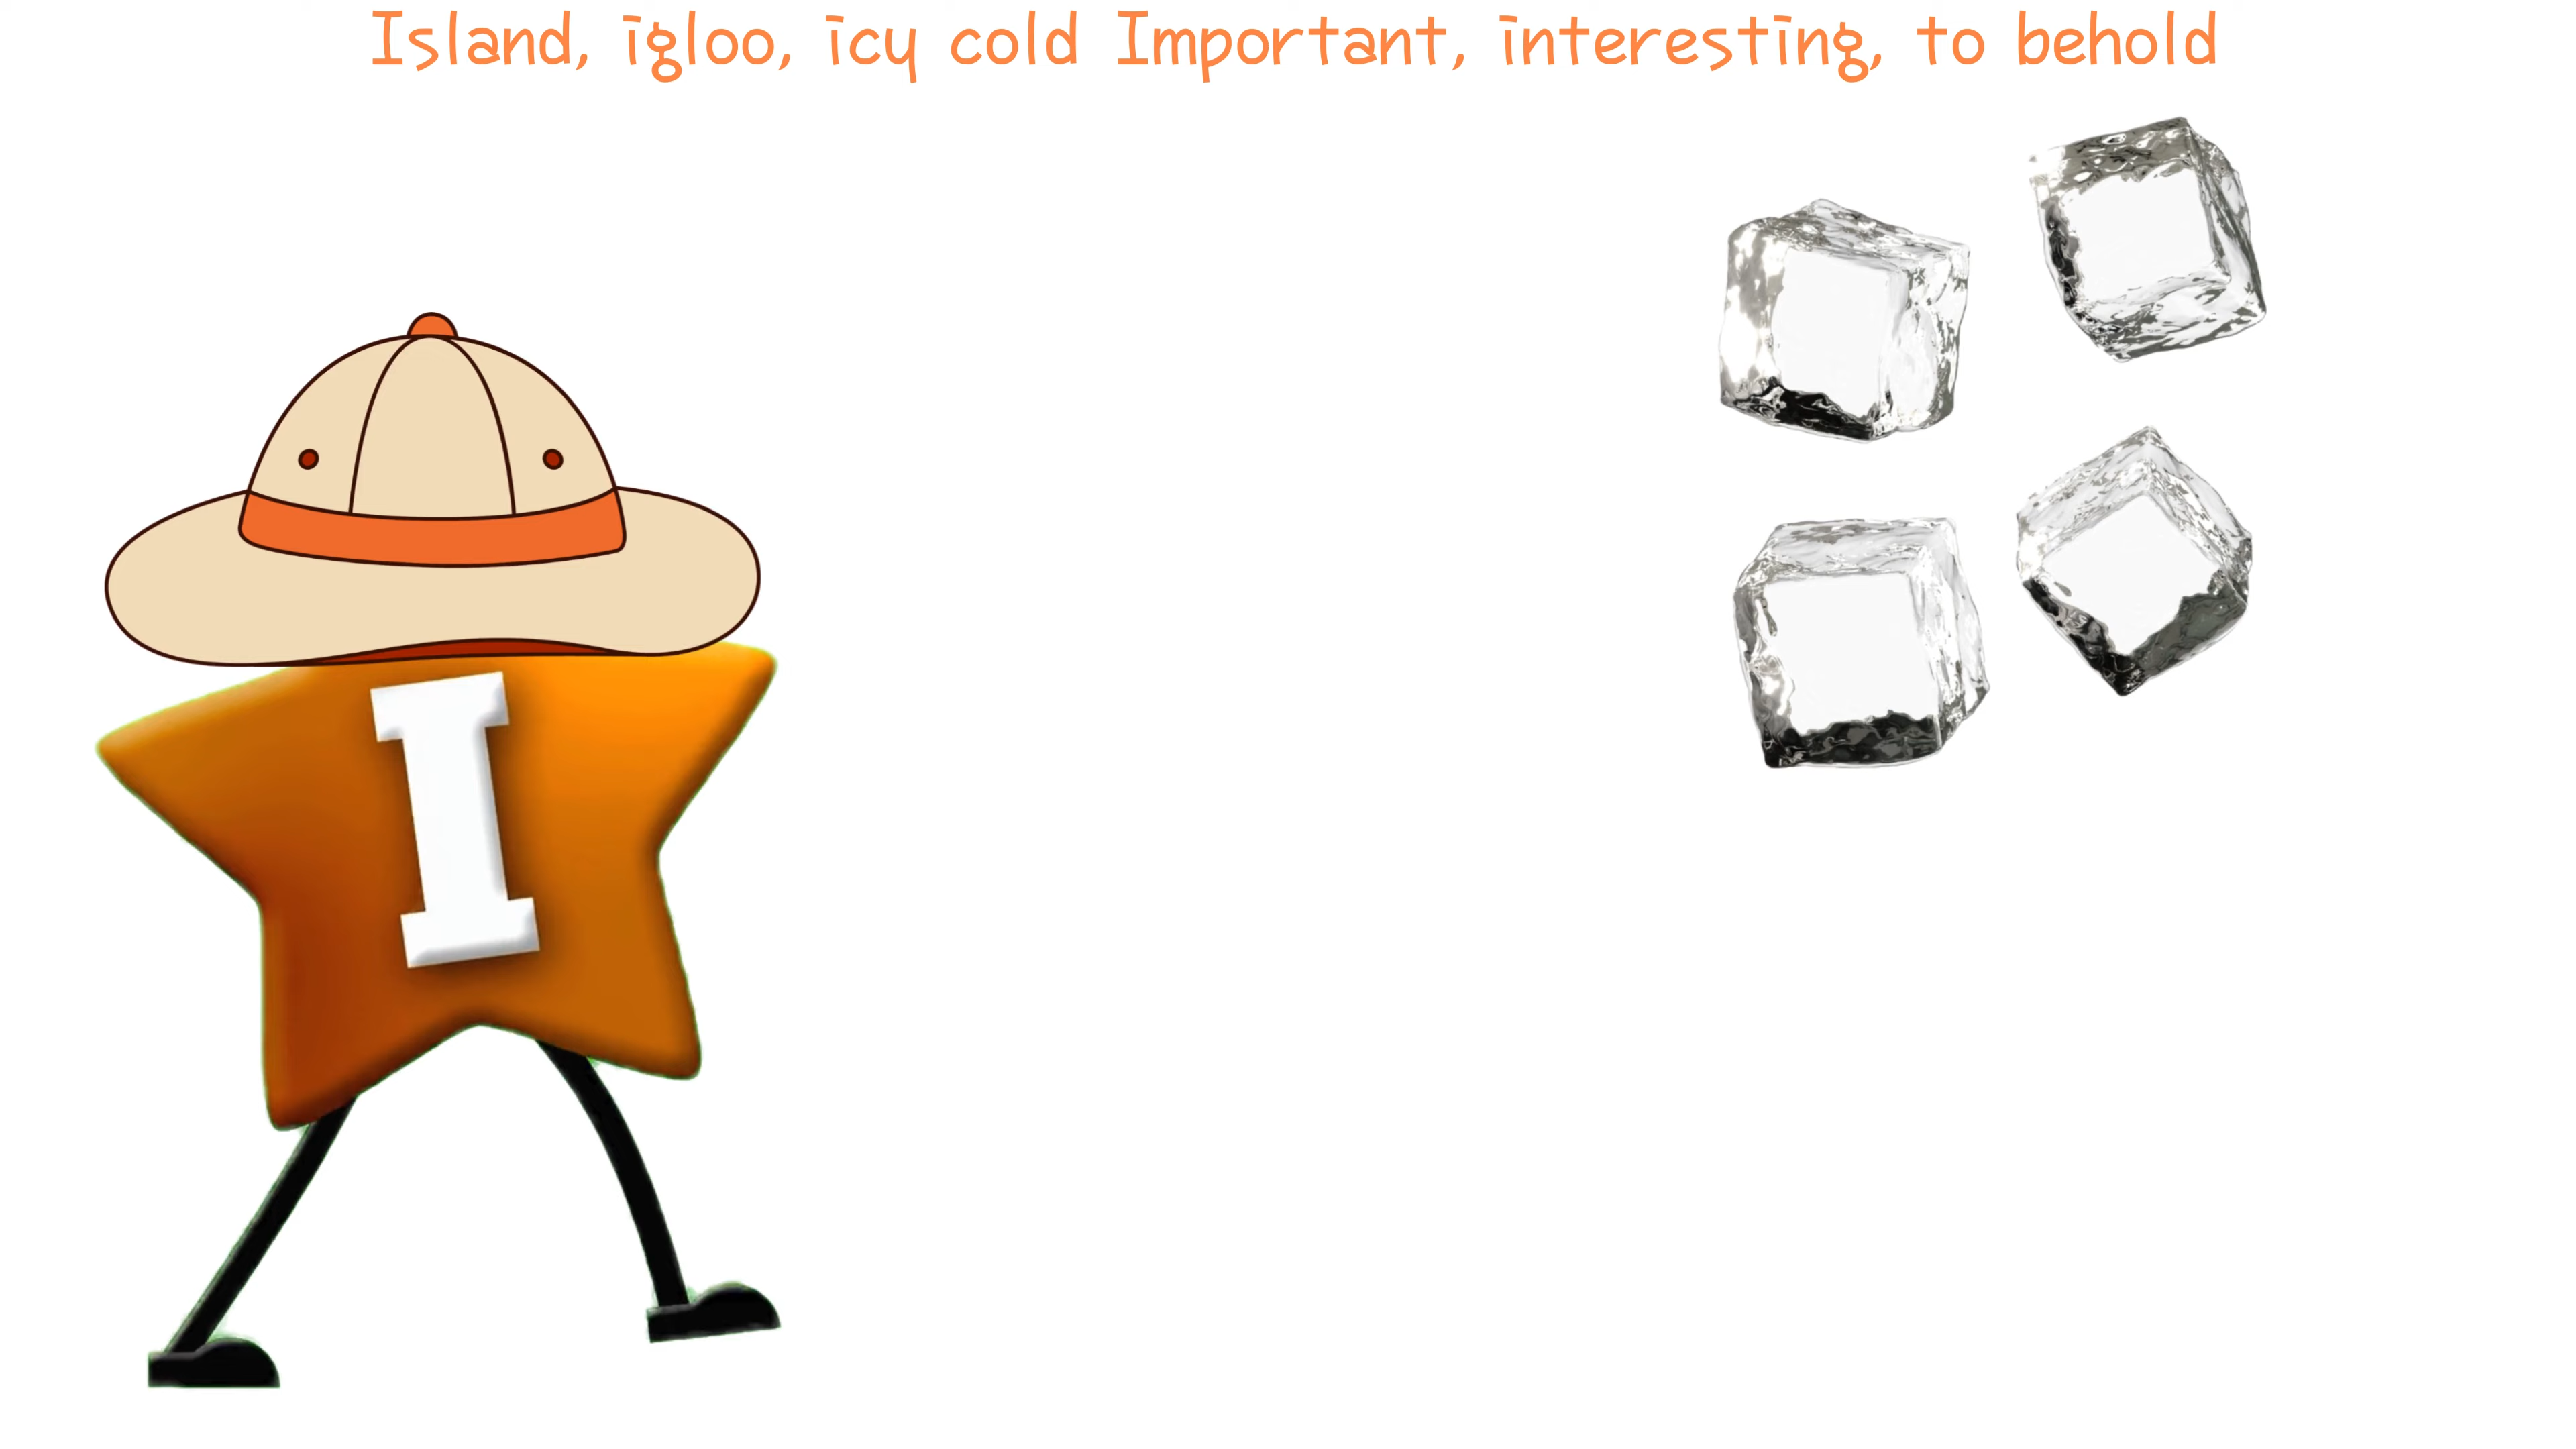 Island, igloo, icy cold Important, interesting, to behold
I